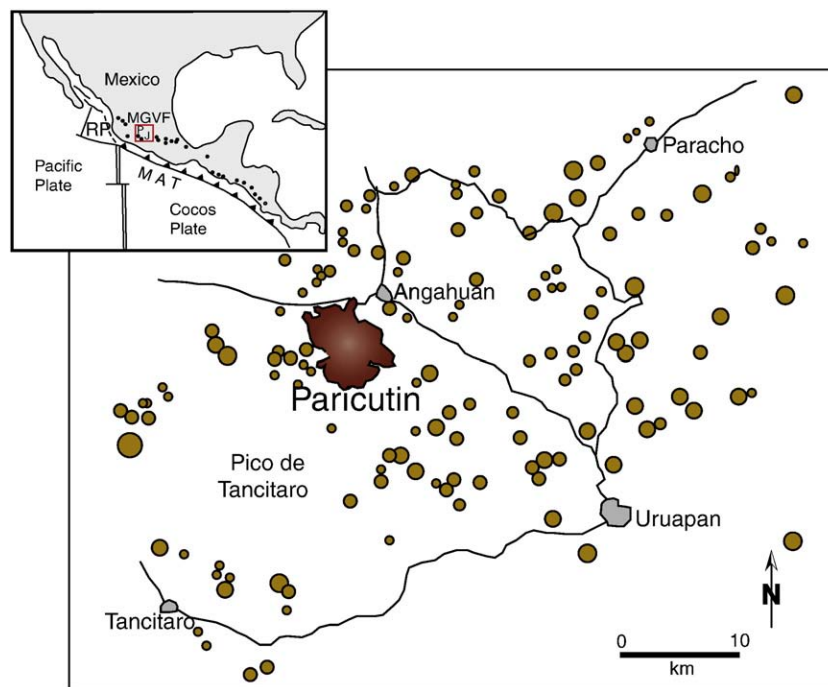 Mexico
MGVF
P
J
RP
Pacific
Plate
MAT
Cocos
Plate
Paracho
Angahuan
Paricutin
Pico de
Tancitaro
Uruapan
Tancitaro
N
0 10
km